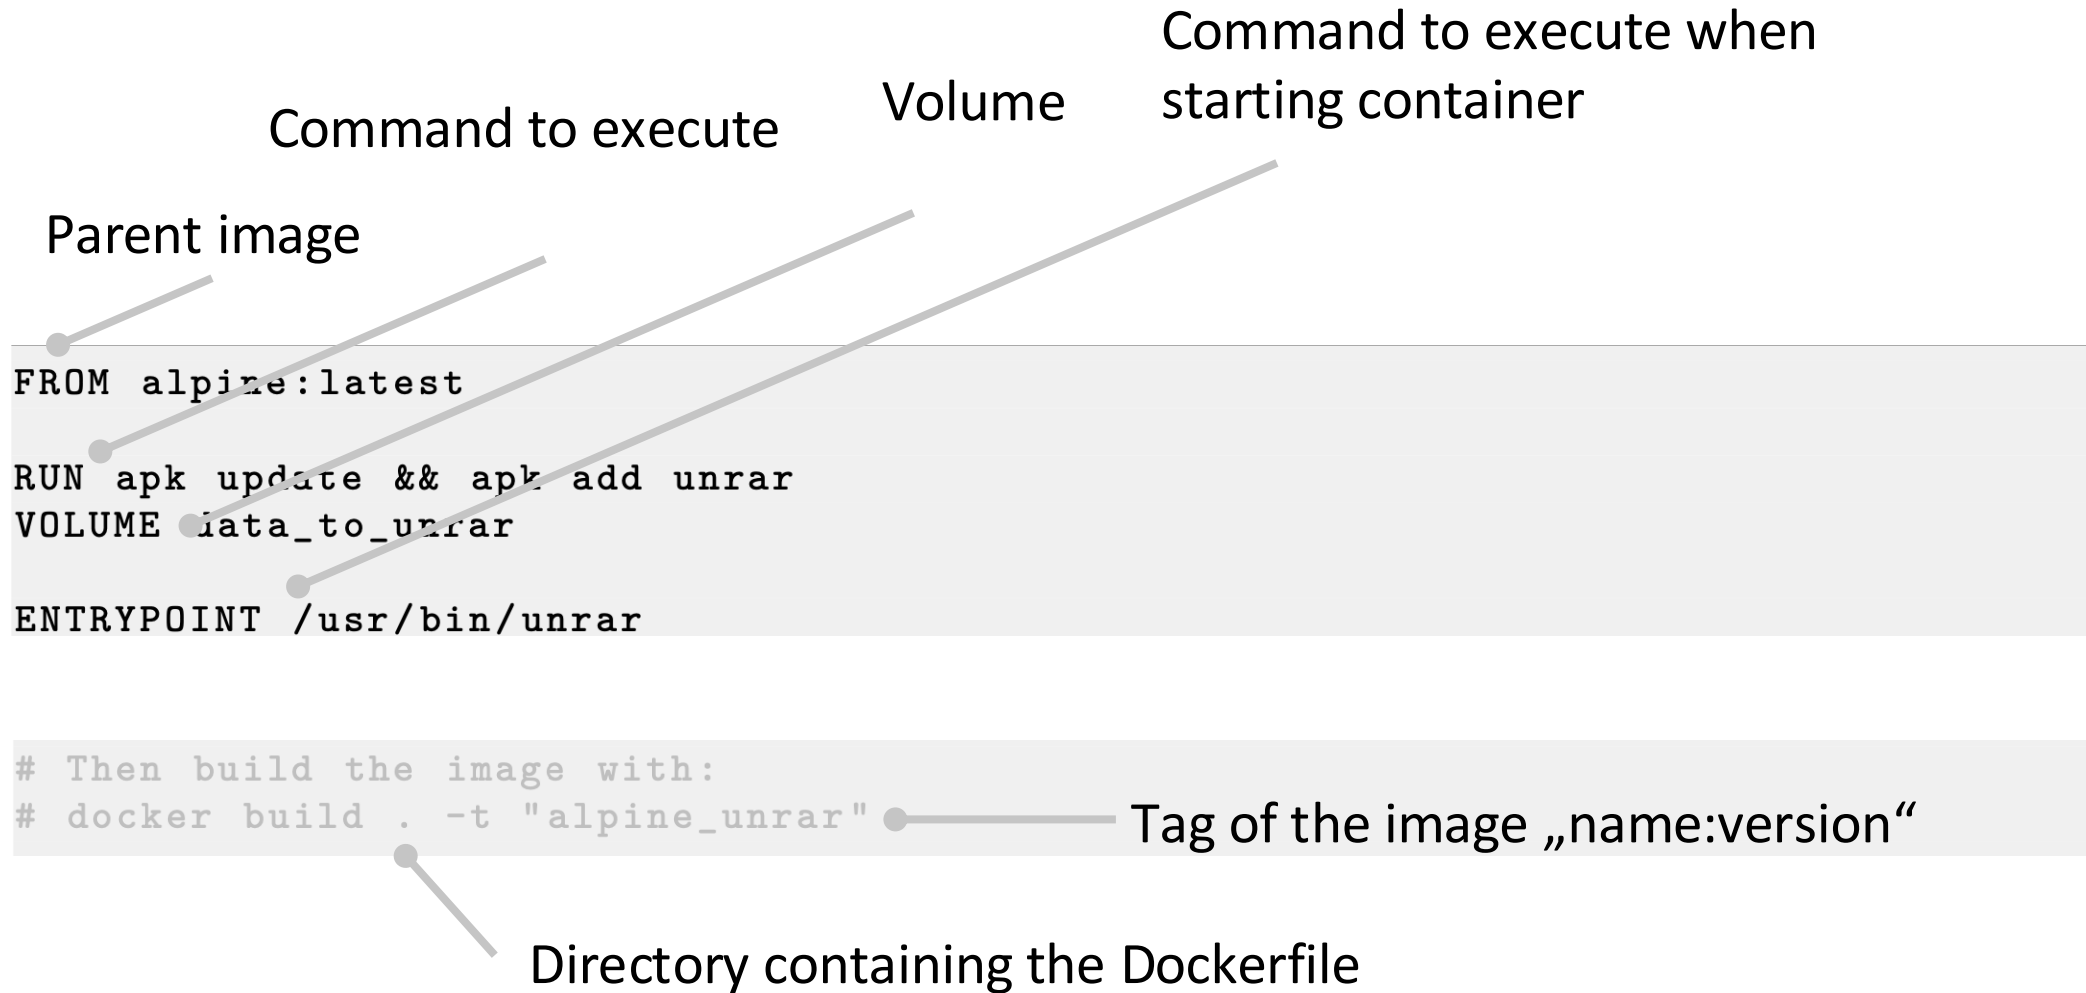 Command to execute when
starting container
Volume
Command to execute
Parent image
FROM alpine:latest
RUN apk update && apk add unrar
VOLUME data_to_unrar
ENTRYPOINT /usr/bin/unrar
# Then build the image with:
# docker build . -t "alpine_unrar"
Tag of the image „name:version“
Directory containing the Dockerfile